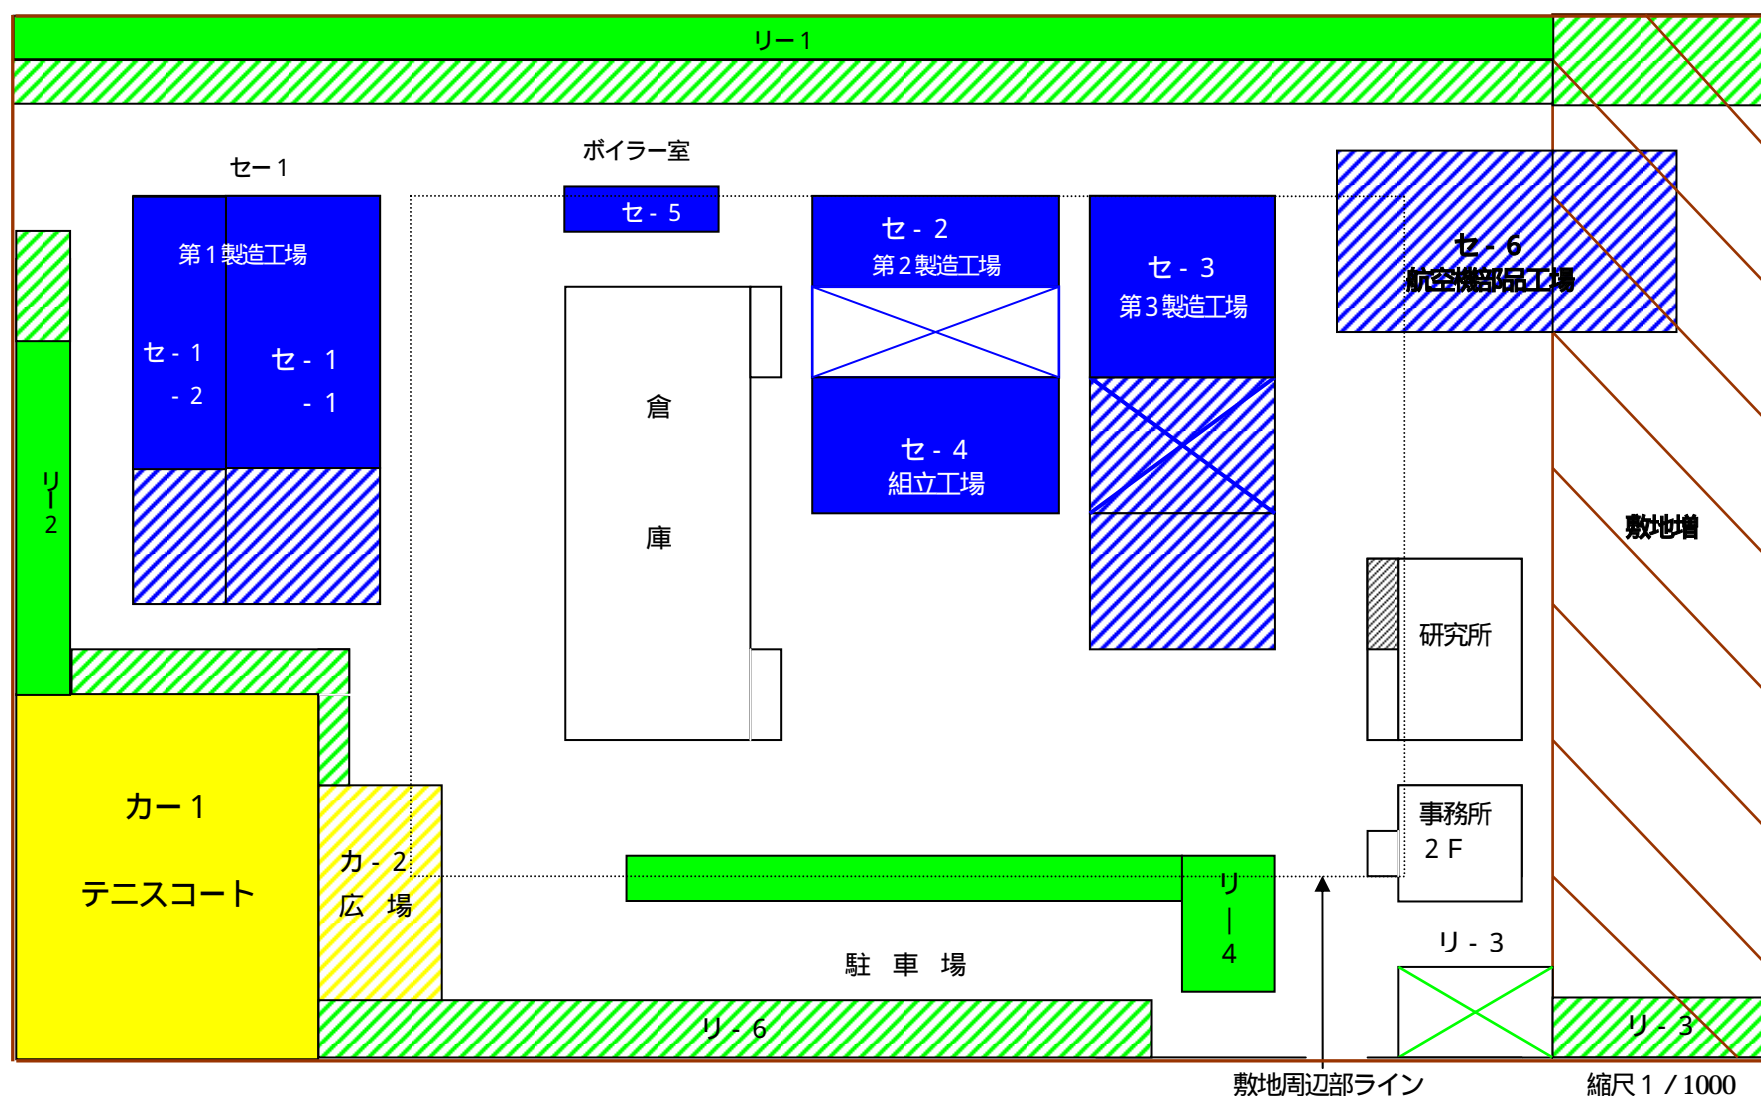 リー１
セー１
ボイラー室
セ‐５
セ‐２
第２製造工場
第１製造工場
セ‐３
第３製造工場
セ‐６
航空機部品工場
セ‐１
‐２
セ‐１
‐１
倉
庫
セ‐４
組立工場
リー2
敷地増
研究所
カー１
テニスコート
カ‐２
広　場
事務所
２Ｆ
リー4
駐　車　場
リ‐３
リ‐６
リ‐３
敷地周辺部ライン
縮尺１／1000